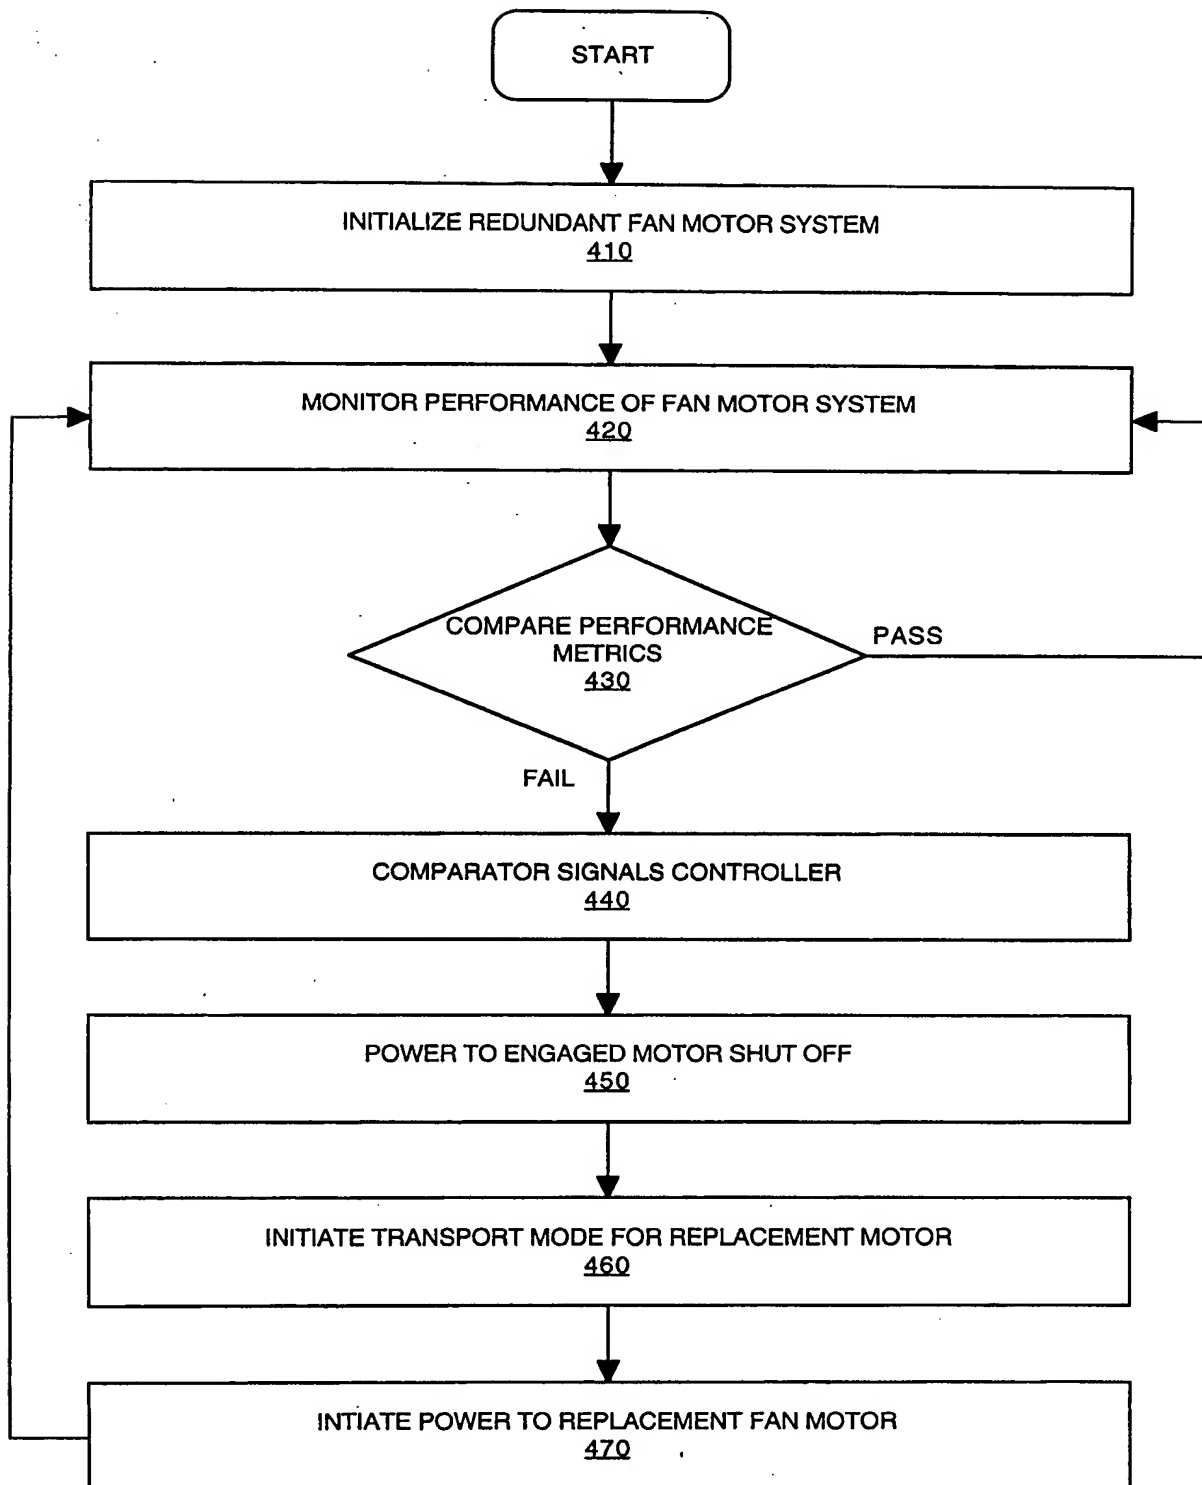 START
INITIALIZE REDUNDANT FAN MOTOR SYSTEM
410
MONITOR PERFORMANCE OF FAN MOTOR SYSTEM
420
COMPARE PERFORMANCE
METRICS
430
PASS
FAIL
COMPARATOR SIGNALS CONTROLLER
440
POWER TO ENGAGED MOTOR SHUT OFF
450
INITIATE TRANSPORT MODE FOR REPLACEMENT MOTOR
460
INTIATE POWER TO REPLACEMENT FAN MOTOR
470